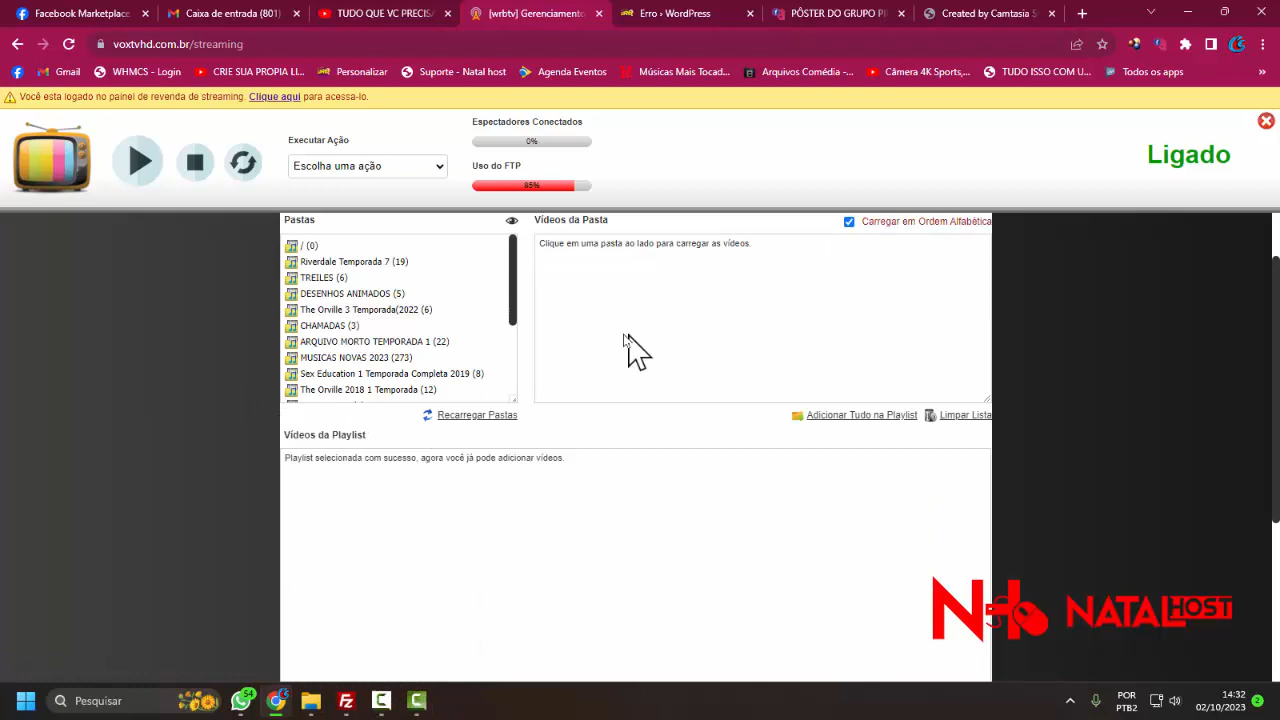 Facebook Marketplace
Caixa de entrada (801)
TUDO QUE VC PRECISA
[wrbtv] Gerenciamento
Erro › WordPress
PÔSTER DO GRUPO PI
Created by Camtasia S
voxtvhd.com.br/streaming
Gmail
WHMCS - Login
CRIE SUA PROPIA LI...
Personalizar
Suporte - Natal host
Agenda Eventos
Músicas Mais Tocad...
Arquivos Comédia,...
Câmera 4K Sports,...
TUDO ISSO COM U...
Todos os apps
Você esta logado no painel de revenda de streaming. Clique aqui para acessa-lo.
Espectadores Conectados
Executar Ação
0%
Ligado
Escolha uma ação
Uso do FTP
85%
Pastas
Vídeos da Pasta
Carregar em Ordem Alfabética
/ (0)
Clique em uma pasta ao lado para carregar as vídeos.
Riverdale Temporada 7 (19)
TREILES (6)
DESENHOS ANIMADOS (5)
The Orville 3 Temporada(2022 (6)
CHAMADAS (3)
ARQUIVO MORTO TEMPORADA 1 (22)
MUSICAS NOVAS 2023 (273)
Sex Education 1 Temporada Completa 2019 (8)
The Orville 2018 1 Temporada (12)
Recarregar Pastas
Adicionar Tudo na Playlist
Limpar Lista
Vídeos da Playlist
Playlist selecionada com sucesso, agora você já pode adicionar vídeos.
NATALHOST
Pesquisar
54
POR
PTB2
14:32
02/10/2023
2